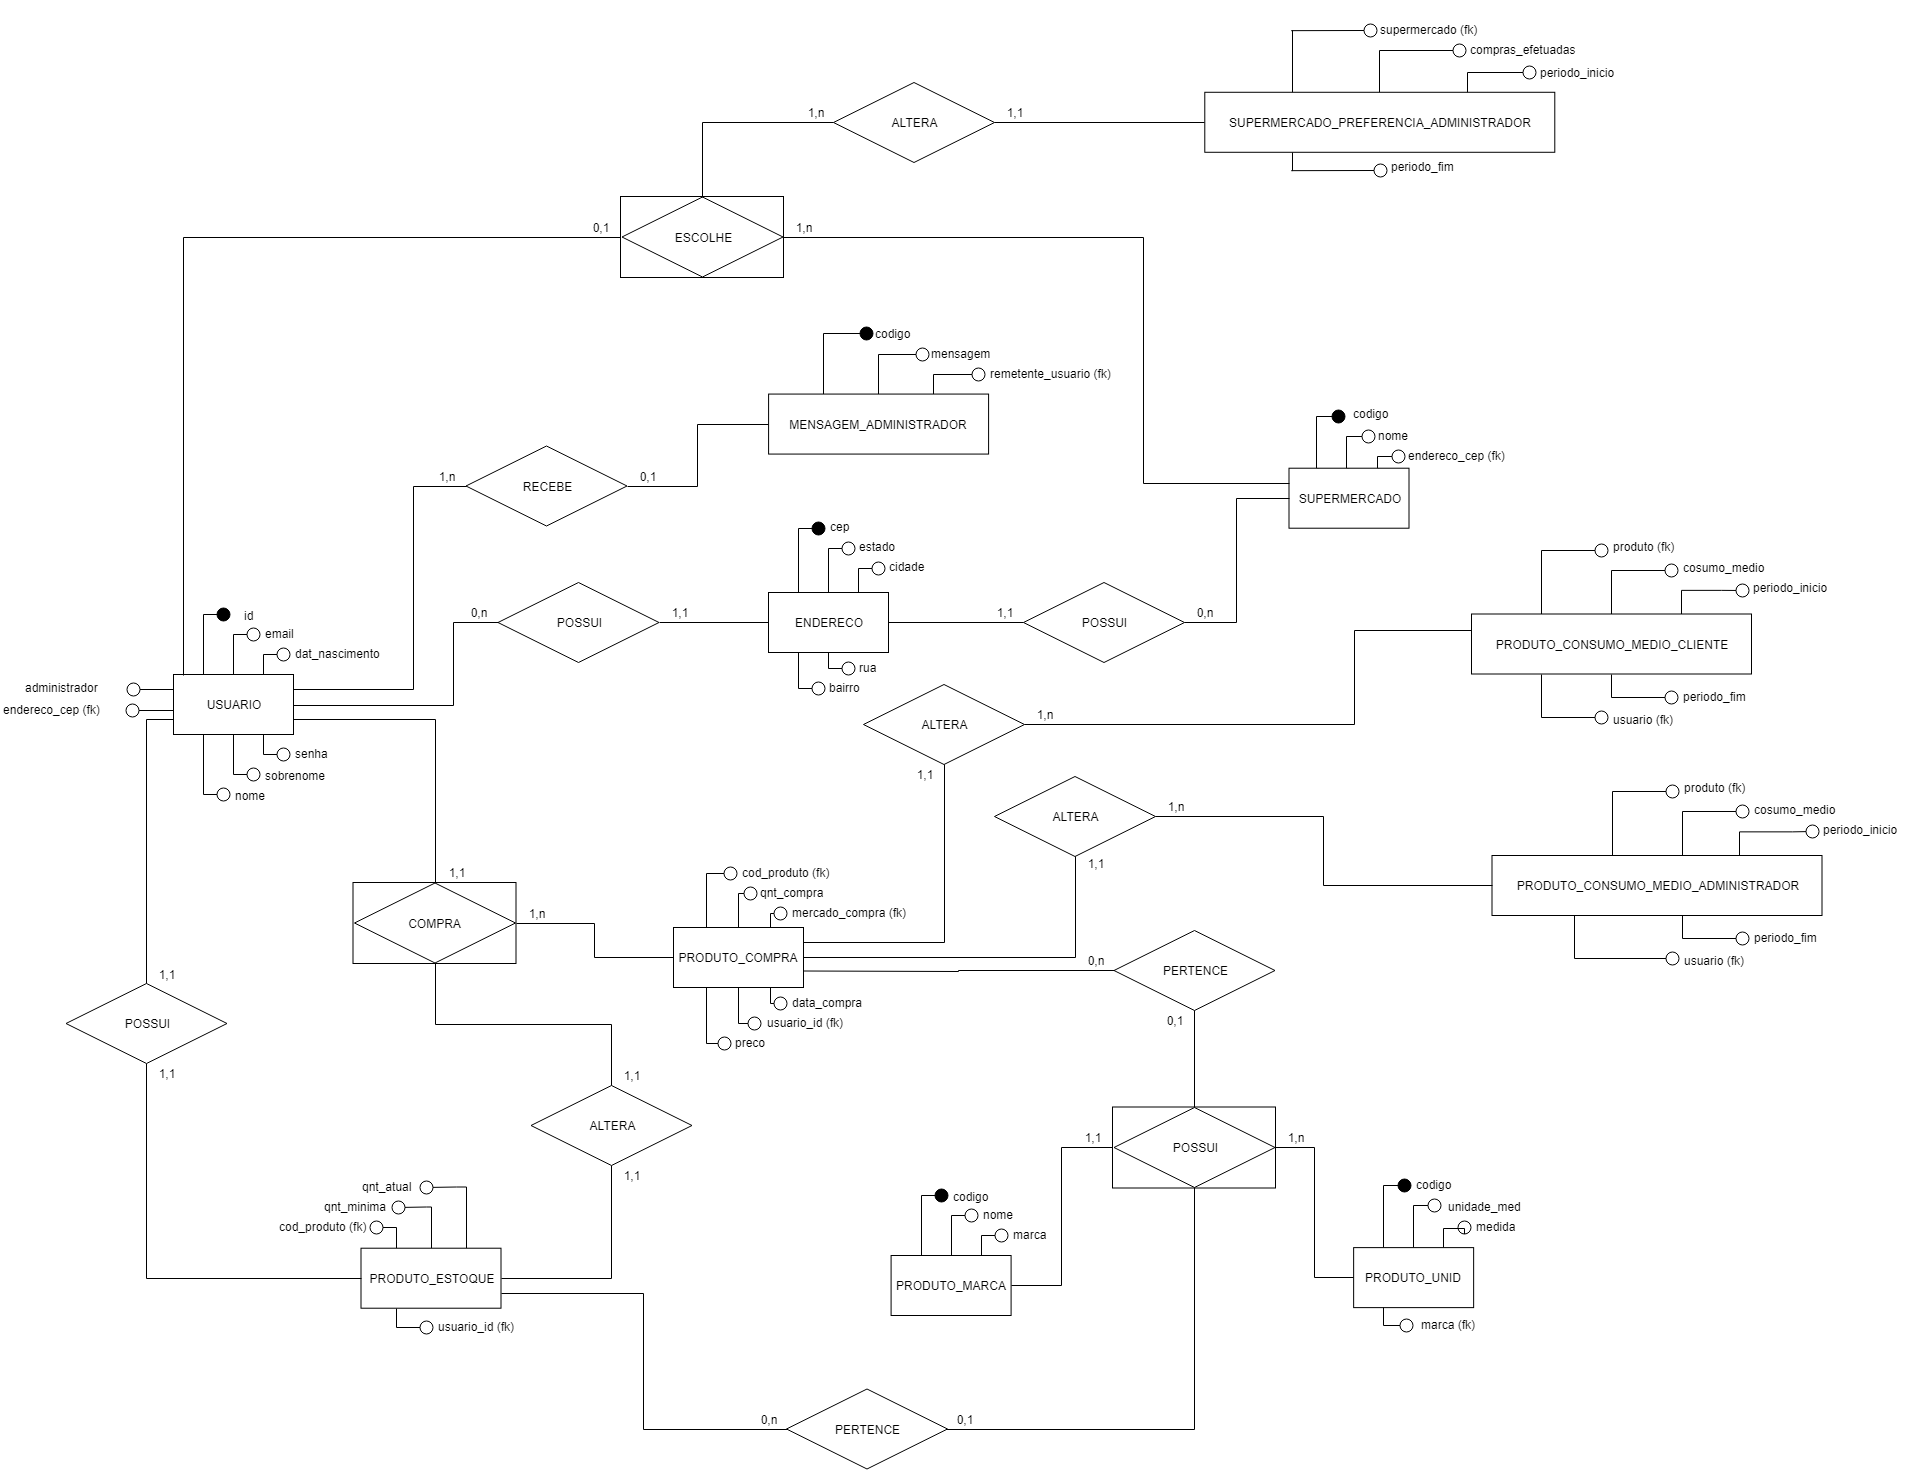 supermercado (fk)
compras_efetuadas
periodo_inicio
1,n
ALTERA
1,1
SUPERMERCADO_PREFERENCIA_ADMINISTRADOR
periodo_fim
0,1
ESCOLHE
1,n
codigo
mensagem
remetente_usuario (fk)
MENSAGEM_ADMINISTRADOR
codigo
nome
endereco_cep (fk)
SUPERMERCADO
1,n
RECEBE
0,1
cep
estado
cidade
0,n
POSSUI
1,1
ENDERECO
1,1
POSSUI
0,n
rua
bairro
produto (fk)
cosumo_medio
periodo_inicio
PRODUTO_CONSUMO_MEDIO_CLIENTE
periodo_fim
usuario (fk)
id
email
dat_nascimento
administrador
endereco_cep (fk)
USUARIO
senha
sobrenome
nome
ALTERA
1,n
1,1
ALTERA
1,n
1,1
produto (fk)
cosumo_medio
periodo_inicio
PRODUTO_CONSUMO_MEDIO_ADMINISTRADOR
periodo_fim
usuario (fk)
1,1
COMPRA
1,n
cod_produto (fk)
qnt_compra
mercado_compra (fk)
PRODUTO_COMPRA
data_compra
usuario_id (fk)
preco
0,n
PERTENCE
0,1
1,1
POSSUI
1,1
1,1
ALTERA
1,1
1,1
POSSUI
1,n
qnt_atual
qnt_minima
cod_produto (fk)
PRODUTO_ESTOQUE
usuario_id (fk)
codigo
nome
marca
PRODUTO_MARCA
codigo
unidade_med
medida
PRODUTO_UNID
marca (fk)
0,n
PERTENCE
0,1